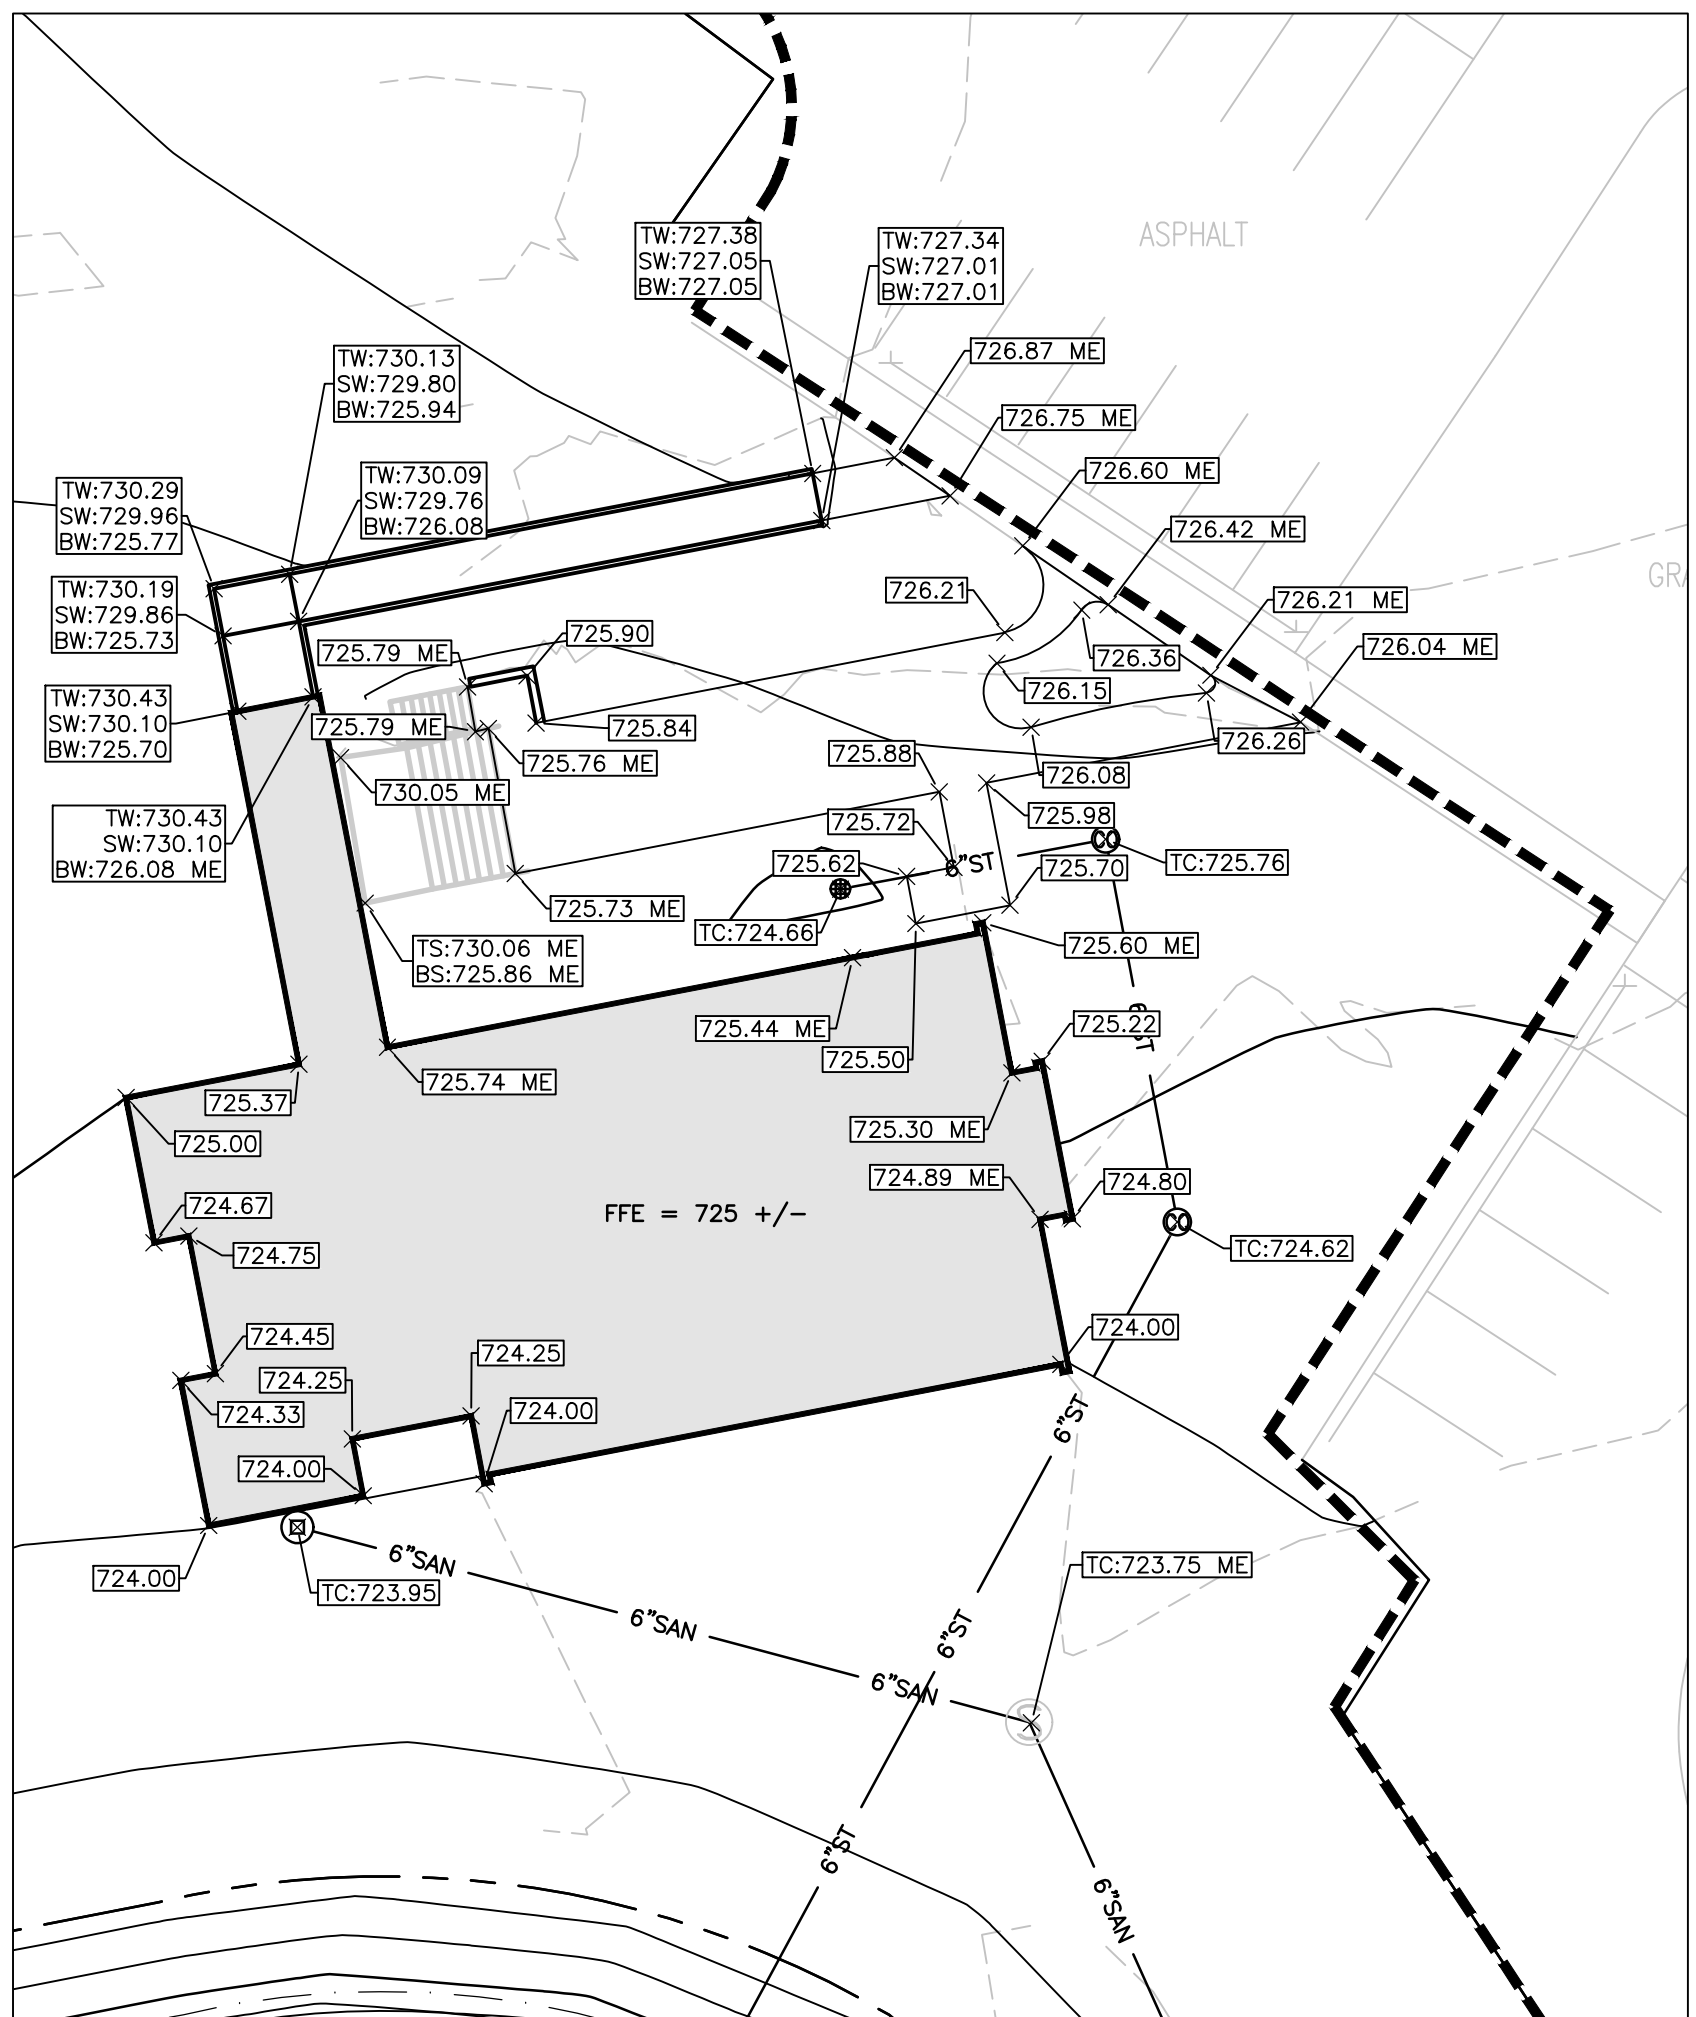 ASPHALT
TW:727.38
SW:727.05
BW:727.05
TW:727.34
SW:727.01
BW:727.01
726.87 ME
TW:730.13
SW:729.80
BW:725.94
726.75 ME
726.60 ME
TW:730.09
SW:729.76
BW:726.08
TW:730.29
SW:729.96
BW:725.77
726.42 ME
GRA
726.21
726.21 ME
TW:730.19
SW:729.86
BW:725.73
725.90
725.79 ME
726.36
726.04 ME
726.15
TW:730.43
SW:730.10
BW:725.70
725.79 ME
725.84
726.26
725.88
725.76 ME
726.08
730.05 ME
725.98
725.72
TW:730.43
SW:730.10
BW:726.08 ME
725.62
6"ST
725.70
TC:725.76
725.73 ME
TC:724.66
725.60 ME
TS:730.06 ME
BS:725.86 ME
725.44 ME
725.22
6"ST
725.50
725.74 ME
725.37
725.30 ME
725.00
724.89 ME
724.80
724.67
FFE = 725 +/-
724.75
TC:724.62
724.00
724.45
724.25
724.25
724.33
724.00
6"ST
724.00
6"SAN
724.00
TC:723.95
TC:723.75 ME
6"SAN
6"ST
6"SAN
S
6"ST
6"SAN